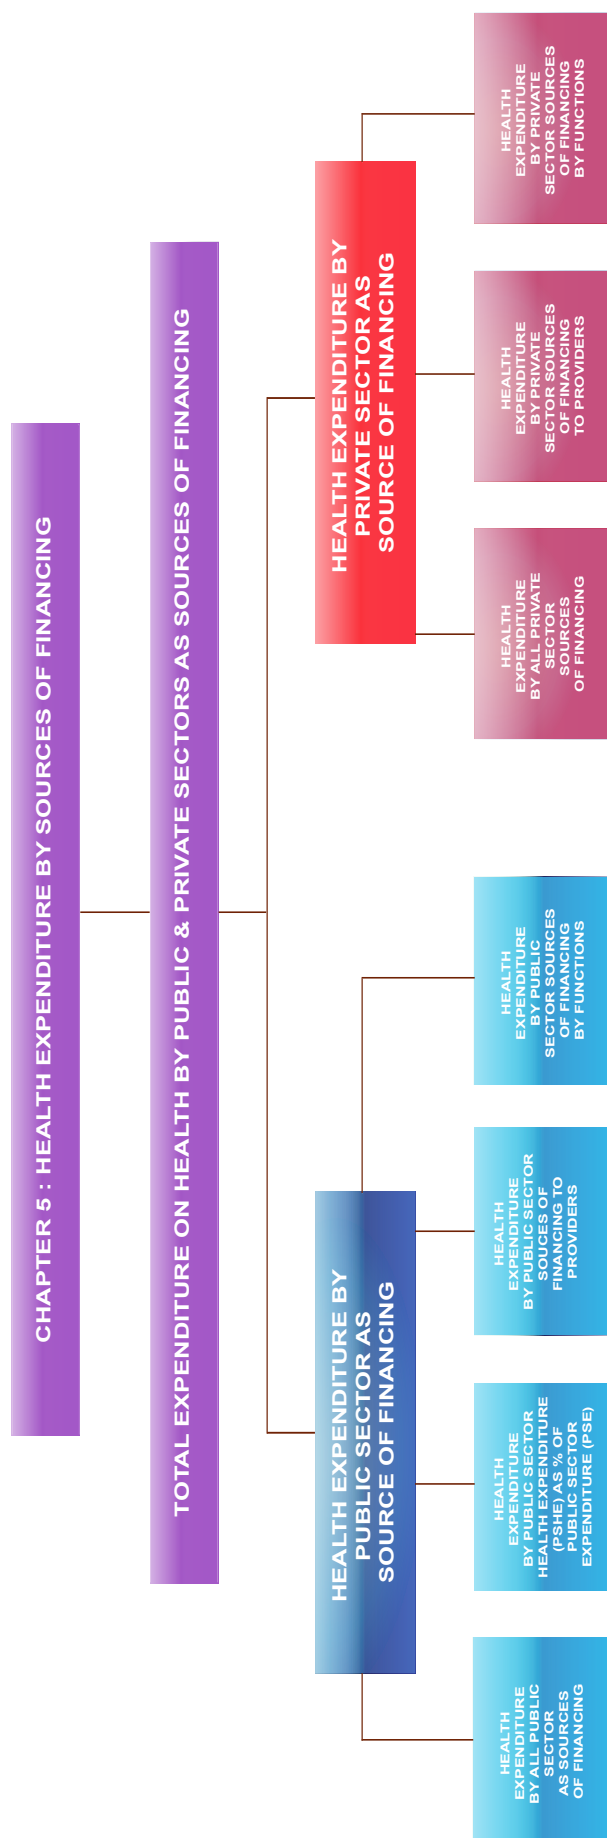 CHAPTER 5 : HEALTH EXPENDITURE BY SOURCES OF FINANCING
TOTAL EXPENDITURE ON HEALTH BY PUBLIC & PRIVATE SECTORS AS SOURCES OF FINANCING
HEALTH EXPENDITURE BY
PUBLIC SECTOR AS
SOURCE OF FINANCING
HEALTH EXPENDITURE BY
PRIVATE SECTOR AS
SOURCE OF FINANCING
HEALTH
EXPENDITURE
BY ALL PUBLIC
SECTOR
AS SOURCES
OF FINANCING
HEALTH
EXPENDITURE
BY PUBLIC SECTOR
HEALTH EXPENDITURE
(PSHE) AS % OF
PUBLIC SECTOR
EXPENDITURE (PSE)
HEALTH
EXPENDITURE
BY PUBLIC SECTOR
SOUCES OF
FINANCING TO
PROVIDERS
HEALTH
EXPENDITURE
BY PUBLIC
SECTOR SOURCES
OF FINANCING
BY FUNCTIONS
HEALTH
EXPENDITURE
BY ALL PRIVATE
SECTOR
SOURCES
OF FINANCING
HEALTH
EXPENDITURE
BY PRIVATE
SECTOR SOURCES
OF FINANCING
TO PROVIDERS
HEALTH
EXPENDITURE
BY PRIVATE
SECTOR SOURCES
OF FINANCING
BY FUNCTIONS